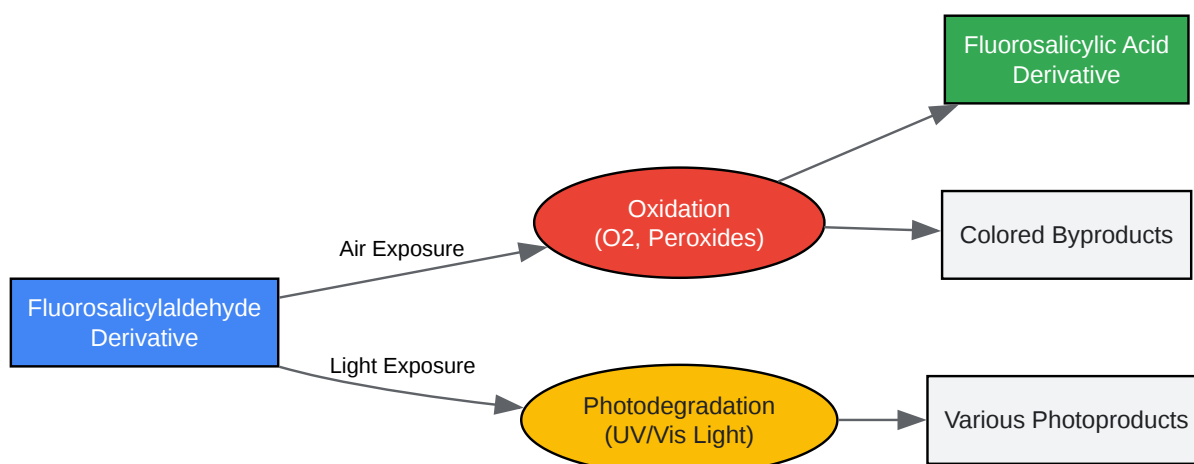 Fluorosalicylic Acid
Derivative
Oxidation
(O2, Peroxides)
Colored Byproducts
Air Exposure
Fluorosalicylaldehyde
Derivative
Light Exposure
Photodegradation
(UV/Vis Light)
Various Photoproducts